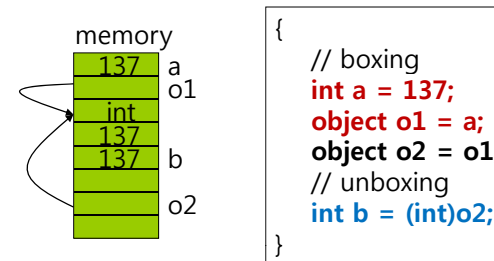 memory
137 a
o1
int
137
137 b
o2
{
// boxing
int a = 137;
object o1 = a;
object o2 = o1
// unboxing
int b = (int)o2;
}